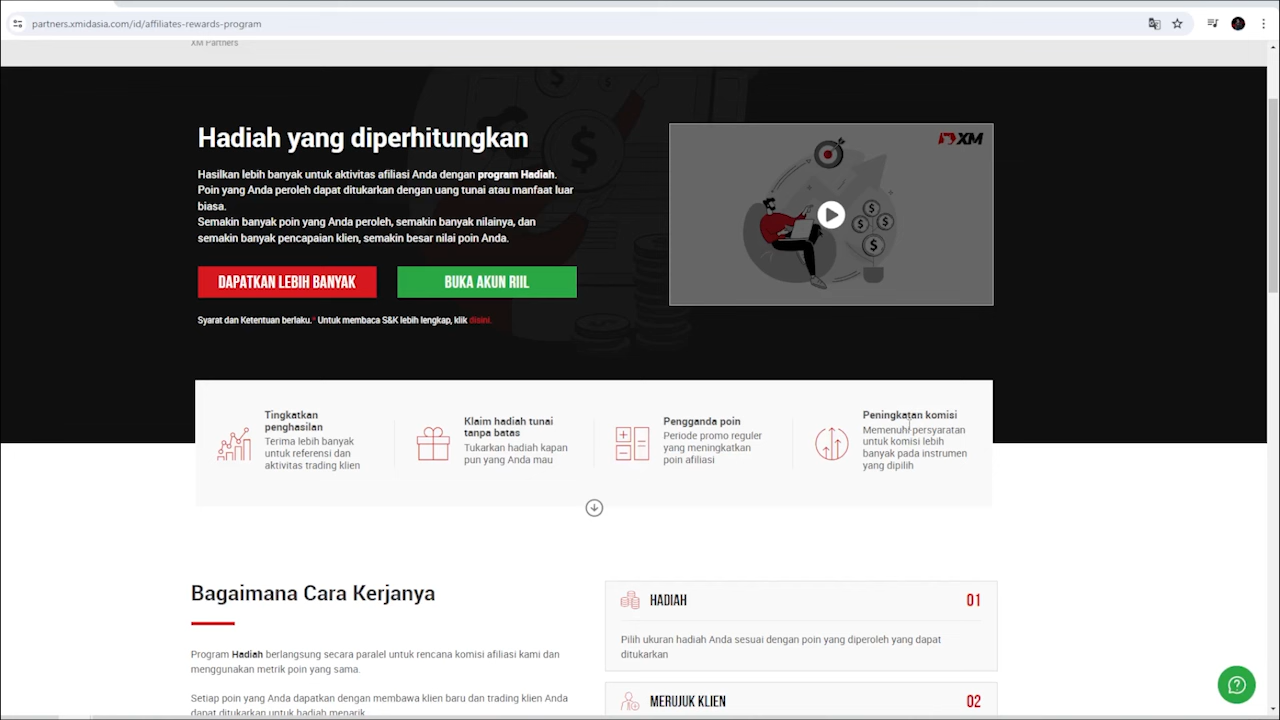 partners.xmidasia.com/id/affiliates-rewards-program
XM Partners
Hadiah yang diperhitungkan
Hasilkan lebih banyak untuk aktivitas afiliasi Anda dengan program Hadiah.
Poin yang Anda peroleh dapat ditukarkan dengan uang tunai atau manfaat luar
biasa.
Semakin banyak poin yang Anda peroleh, semakin banyak nilainya, dan
semakin banyak pencapaian klien, semakin besar nilai poin Anda.
DAPATKAN LEBIH BANYAK
BUKA AKUN RIIL
Syarat dan Ketentuan berlaku.* Untuk membaca S&K lebih lengkap, klik disini.
XM
Tingkatkan
penghasilan
Terima lebih banyak
untuk referensi dan
aktivitas trading klien
Klaim hadiah tunai
tanpa batas
Tukarkan hadiah kapan
pun yang Anda mau
Pengganda poin
Periode promo reguler
yang meningkatkan
poin afiliasi
Peningkatan komisi
Memenuhi persyaratan
untuk komisi lebih
banyak pada instrumen
yang dipilih
Bagaimana Cara Kerjanya
Program Hadiah berlangsung secara paralel untuk rencana komisi afiliasi kami dan
menggunakan metrik poin yang sama.
Setiap poin yang Anda dapatkan dengan membawa klien baru dan trading klien Anda
dapat ditukarkan untuk hadiah menarik.
HADIAH 01
Pilih ukuran hadiah Anda sesuai dengan poin yang diperoleh yang dapat
ditukarkan
MERUJUK KLIEN 02